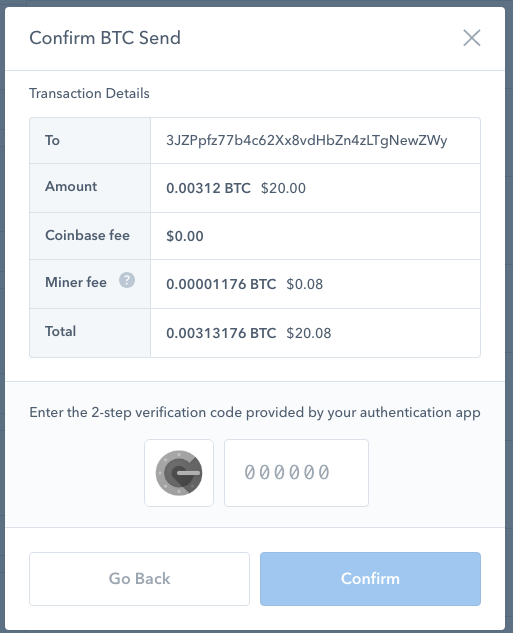 Confirm BTC Send
Transaction Details
To
3JZPpfz77b4c62Xx8vdHbZn4zLTgNewZWy
Amount
0.00312 BTC $20.00
Coinbase fee
$0.00
Miner fee ?
0.00001176 BTC $0.08
Total
0.00313176 BTC $20.08
Enter the 2-step verification code provided by your authentication app
000000
Go Back
Confirm